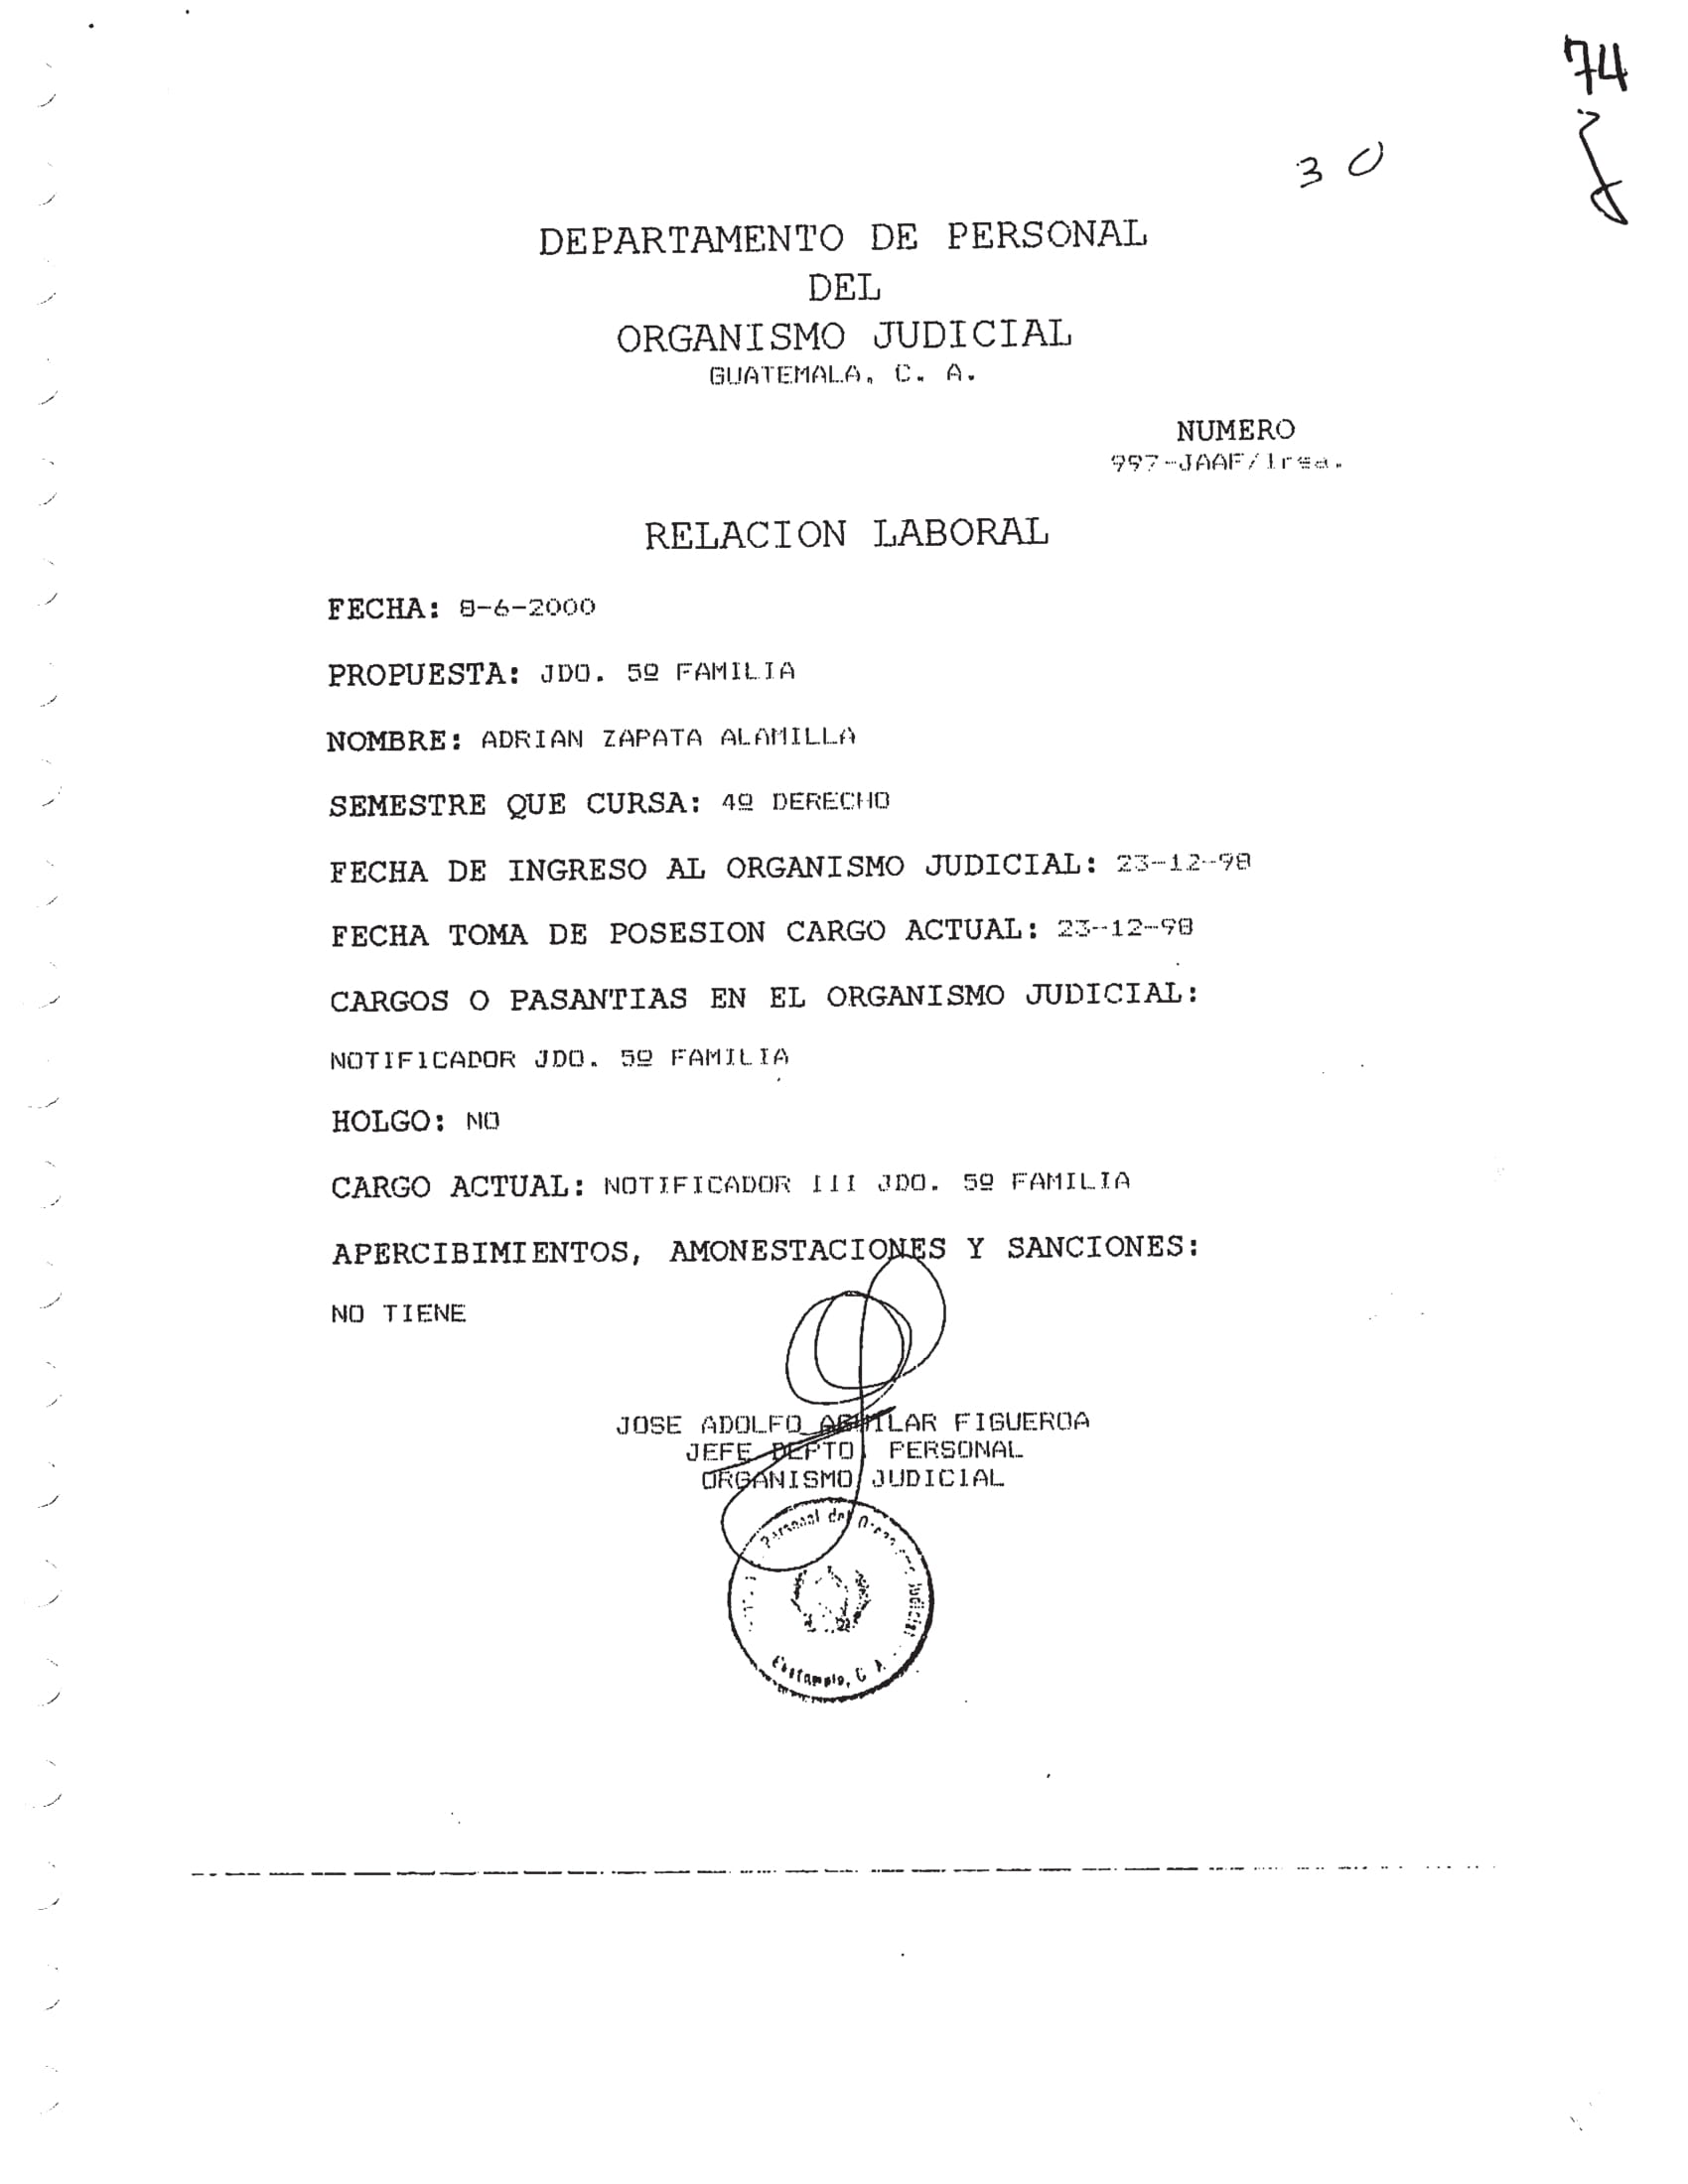 74
30
DEPARTAMENTO DE PERSONAL
DEL
ORGANISMO JUDICIAL
GUATEMALA, C. A.
NUMERO
997-JAAF/lrsa.
RELACION LABORAL
FECHA: 8-6-2000
PROPUESTA: JDO. 5º FAMILIA
NOMBRE: ADRIAN ZAPATA ALAMILLA
SEMESTRE QUE CURSA: 4º DERECHO
FECHA DE INGRESO AL ORGANISMO JUDICIAL: 23-12-98
FECHA TOMA DE POSESION CARGO ACTUAL: 23-12-98
CARGOS O PASANTIAS EN EL ORGANISMO JUDICIAL:
NOTIFICADOR JDO. 5º FAMILIA
HOLGO: NO
CARGO ACTUAL: NOTIFICADOR III JDO. 5º FAMILIA
APERCIBIMIENTOS, AMONESTACIONES Y SANCIONES:
NO TIENE
JOSE ADOLFO AGUILAR FIGUEROA
JEFE DEPTO. PERSONAL
ORGANISMO JUDICIAL
Personal del Judicial
C. A.